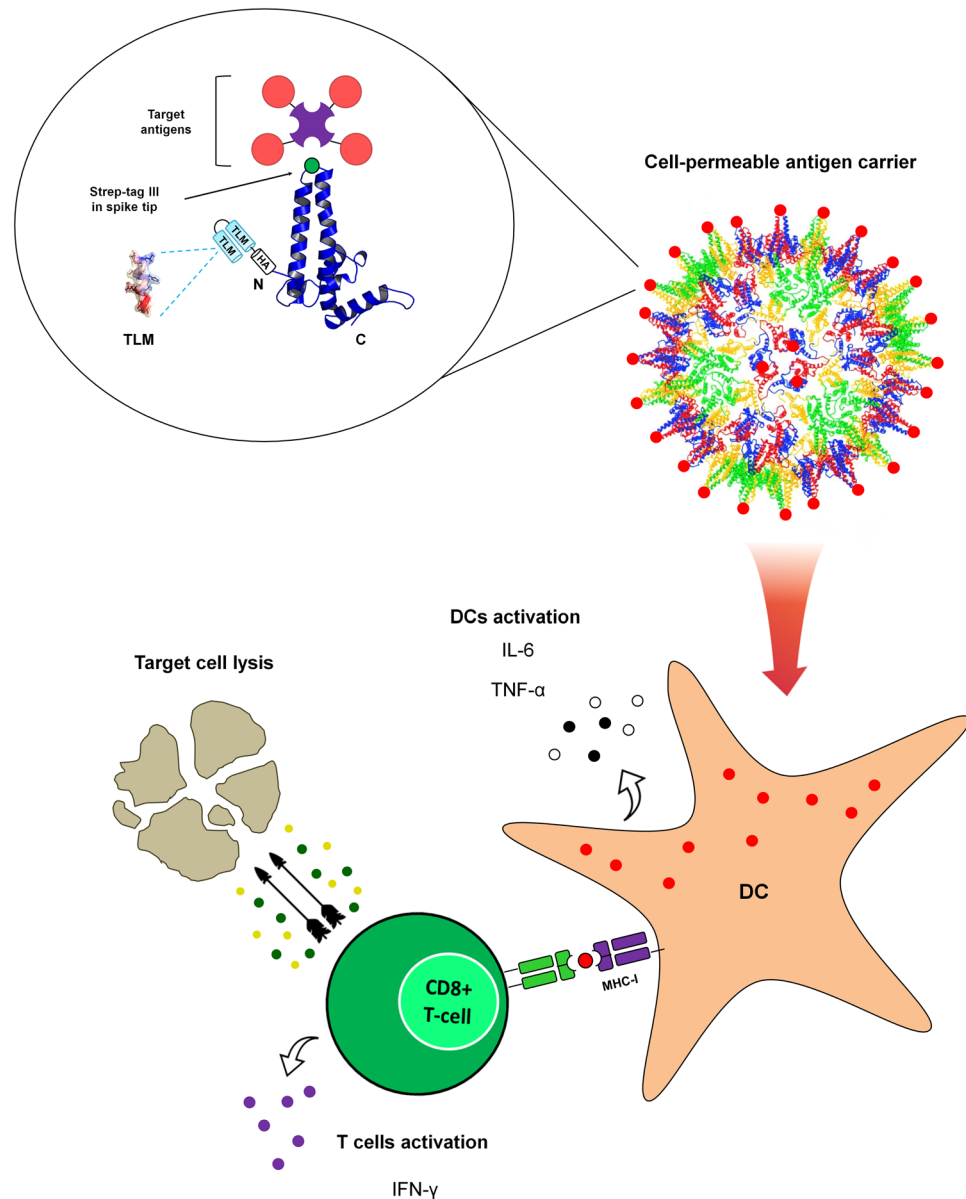 Target
antigens
Cell-permeable antigen carrier
Strep-tag III
in spike tip
TLM
TLM
HA
N
TLM
C
DCs activation
IL-6
TNF-α
Target cell lysis
DC
MHC-I
CD8+
T-cell
T cells activation
IFN-γ